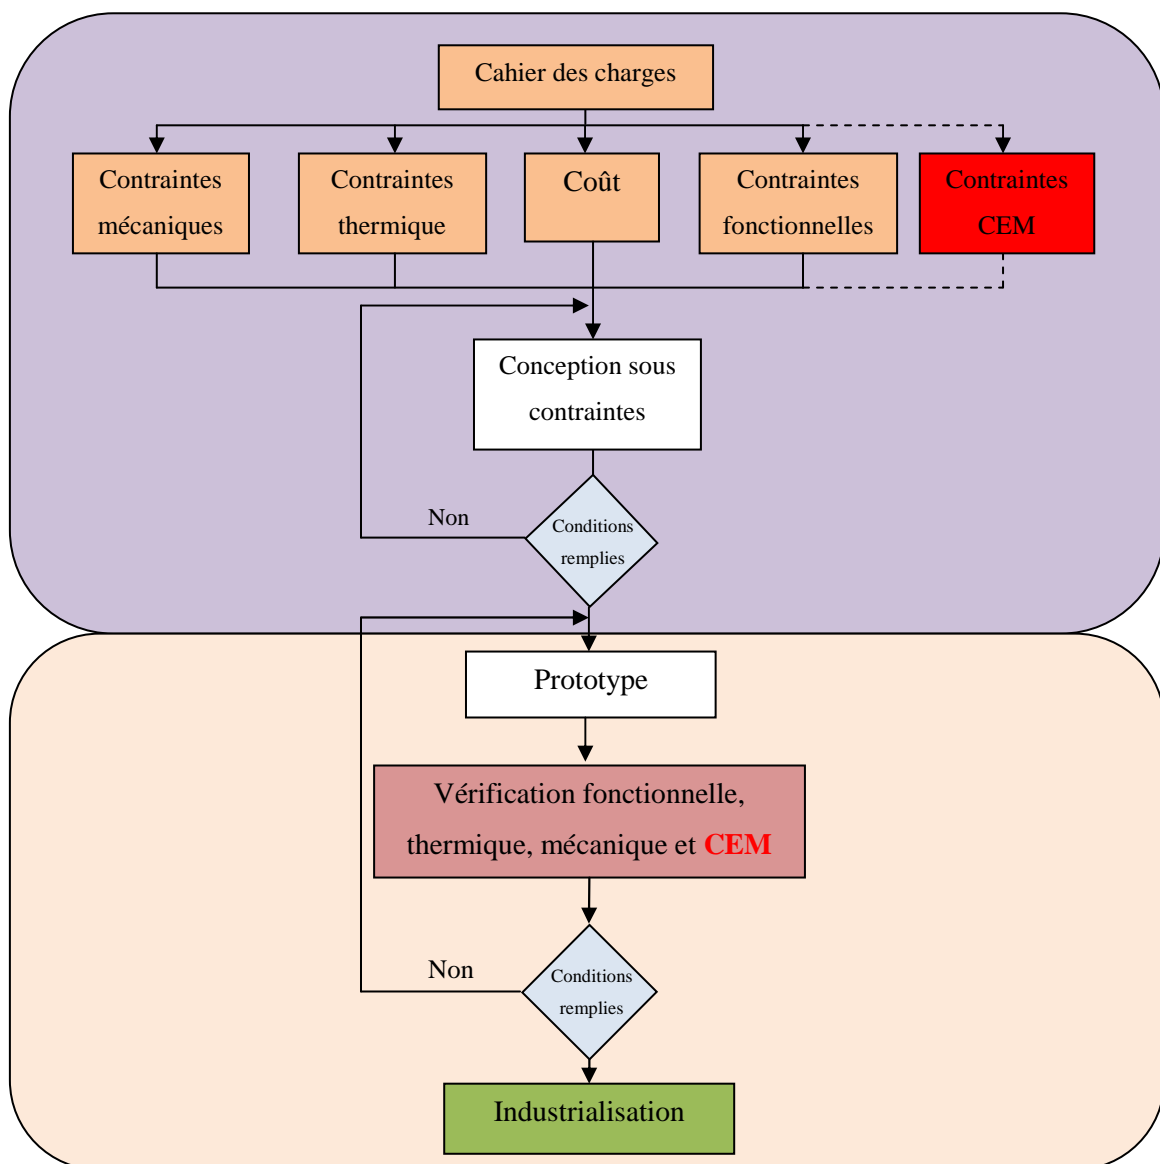 Cahier des charges
Contraintes
mécaniques
Contraintes
thermique
Coût
Contraintes
fonctionnelles
Contraintes
CEM
Conception sous
contraintes
Non
Conditions
remplies
Prototype
Vérification fonctionnelle,
thermique, mécanique et CEM
Non
Conditions
remplies
Industrialisation